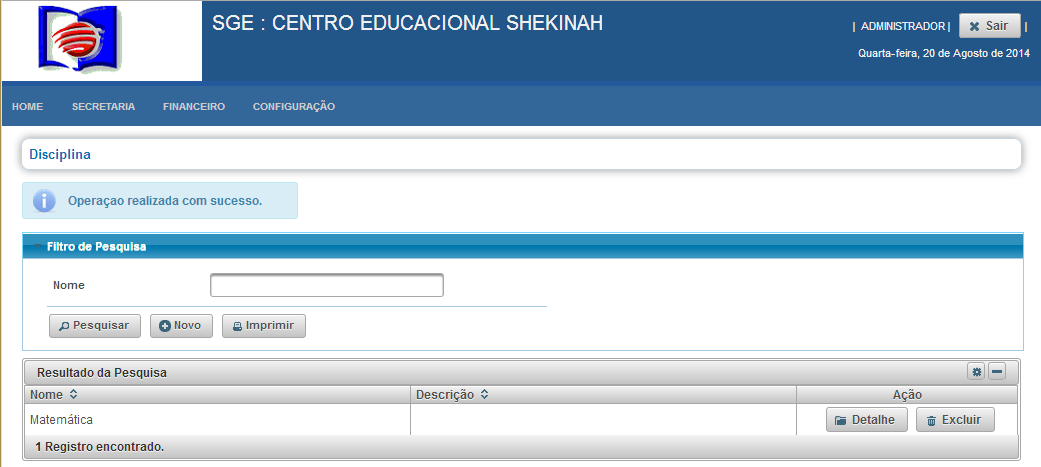 SGE : CENTRO EDUCACIONAL SHEKINAH
| ADMINISTRADOR | Sair |
Quarta-feira, 20 de Agosto de 2014
HOME SECRETARIA FINANCEIRO CONFIGURAÇÃO
Disciplina
Operaçao realizada com sucesso.
Filtro de Pesquisa
Nome
Pesquisar Novo Imprimir
Resultado da Pesquisa
Nome Descrição Ação
Matemática Detalhe Excluir
1 Registro encontrado.